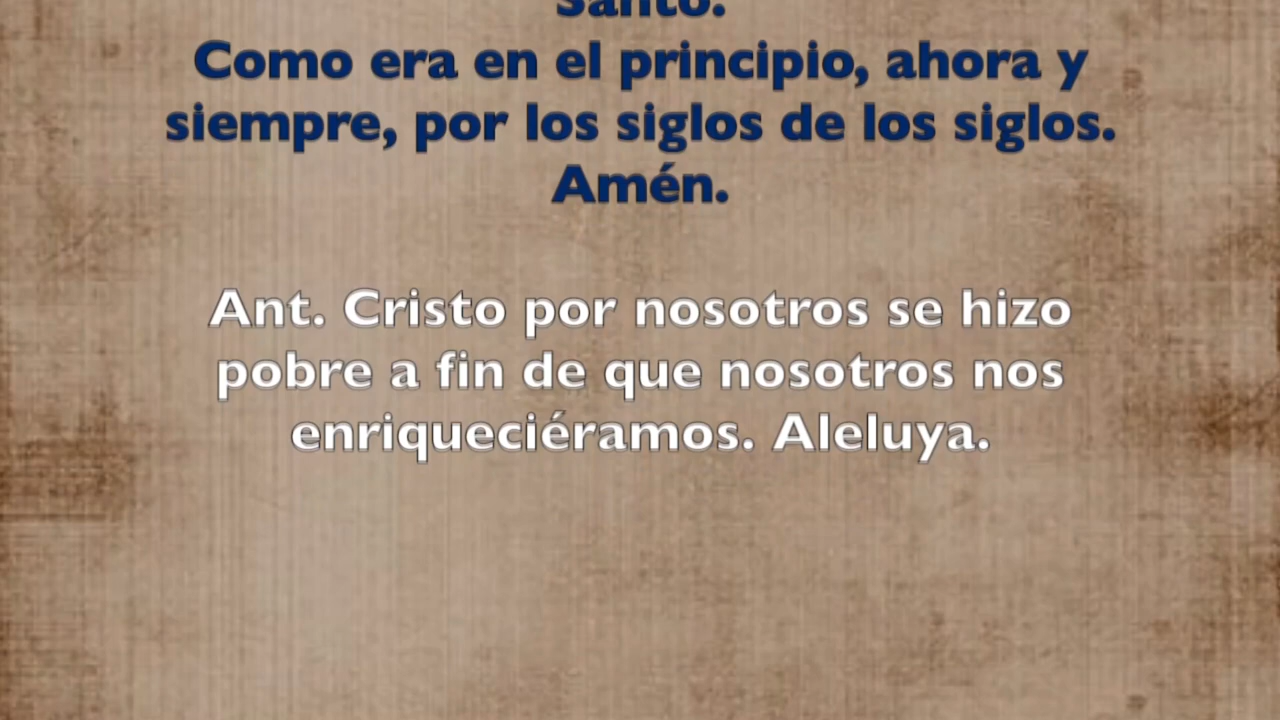 Santo.
Como era en el principio, ahora y
siempre, por los siglos de los siglos.
Amén.
Ant. Cristo por nosotros se hizo
pobre a fin de que nosotros nos
enriqueciéramos. Aleluya.